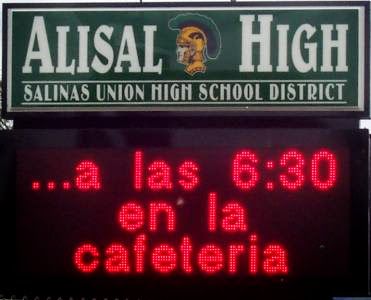 ALISAL HIGH
SALINAS UNION HIGH SCHOOL DISTRICT
...a las 6:30
en la
cafeteria